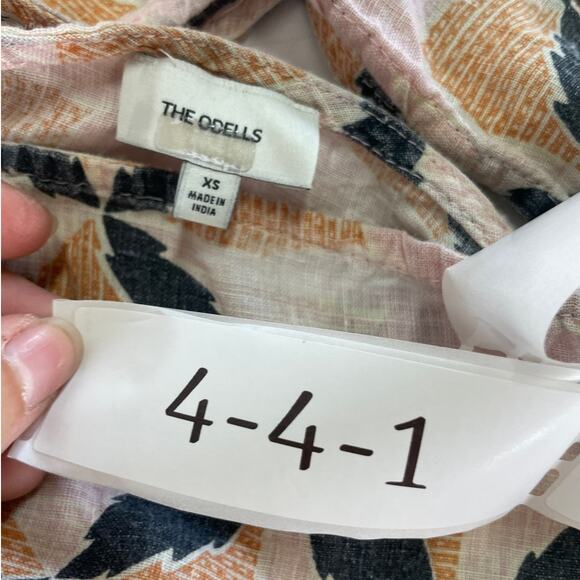 THE ODELLS
XS
MADE IN
INDIA
4-4-1